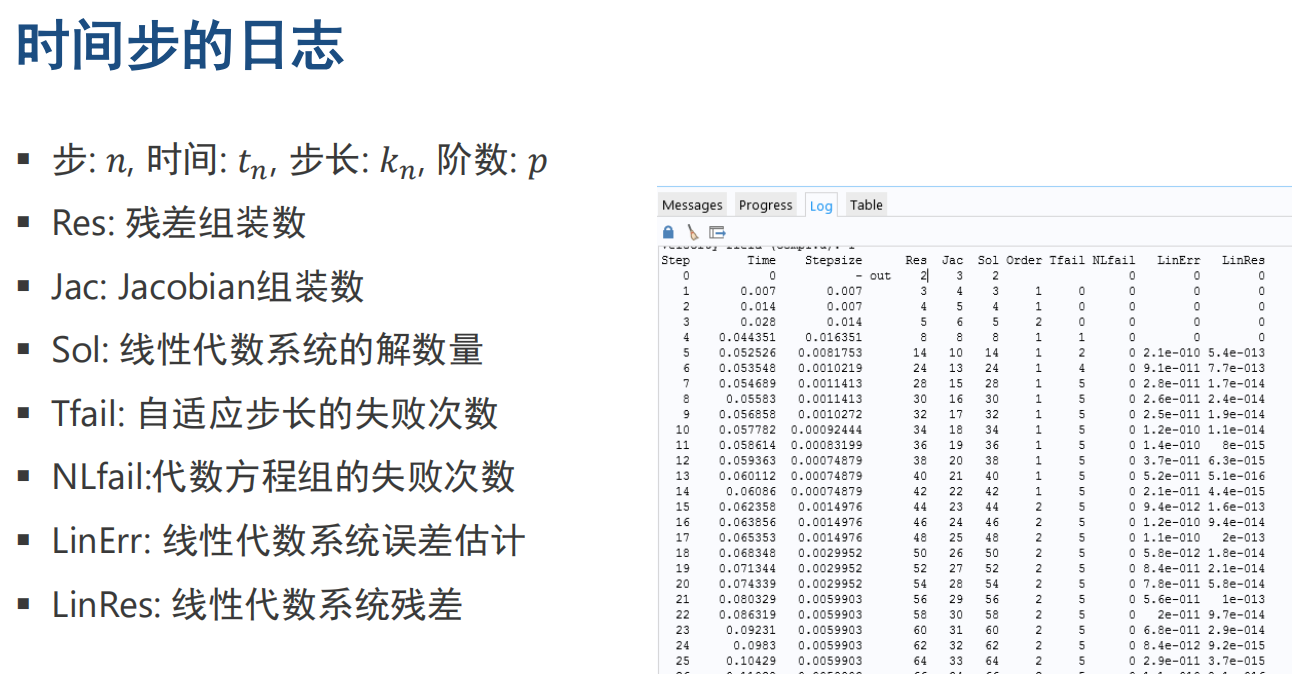 时间步的日志
▪ 步: n, 时间: tₙ, 步长: kₙ, 阶数: p
▪ Res: 残差组装数
▪ Jac: Jacobian组装数
▪ Sol: 线性代数系统的解数量
▪ Tfail: 自适应步长的失败次数
▪ NLfail:代数方程组的失败次数
▪ LinErr: 线性代数系统误差估计
▪ LinRes: 线性代数系统残差
Messages Progress Log Table
Step Time Stepsize Res Jac Sol Order Tfail NLfail LinErr LinRes
0 0 - out 2 3 2 0 0 0
1 0.007 0.007 3 4 3 1 0 0 0 0
2 0.014 0.007 4 5 4 1 0 0 0 0
3 0.028 0.014 5 6 5 2 0 0 0 0
4 0.044351 0.016351 8 8 8 1 1 0 0 0
5 0.052526 0.0081753 14 10 14 1 2 0 2.1e-010 5.4e-013
6 0.053548 0.0010219 24 13 24 1 4 0 9.1e-011 7.7e-013
7 0.054689 0.0011413 28 15 28 1 5 0 2.8e-011 1.7e-014
8 0.05583 0.0011413 30 16 30 1 5 0 2.6e-011 2.4e-014
9 0.056858 0.0010272 32 17 32 1 5 0 2.5e-011 1.9e-014
10 0.057782 0.00092444 34 18 34 1 5 0 1.2e-010 1.1e-014
11 0.058614 0.00083199 36 19 36 1 5 0 1.4e-010 8e-015
12 0.059363 0.00074879 38 20 38 1 5 0 3.7e-011 6.3e-015
13 0.060112 0.00074879 40 21 40 1 5 0 5.2e-011 5.1e-016
14 0.06086 0.00074879 42 22 42 1 5 0 2.1e-011 4.4e-015
15 0.062358 0.0014976 44 23 44 2 5 0 9.4e-012 1.6e-013
16 0.063856 0.0014976 46 24 46 2 5 0 1.2e-010 9.4e-014
17 0.065353 0.0014976 48 25 48 2 5 0 1.1e-010 2e-013
18 0.068348 0.0029952 50 26 50 2 5 0 5.8e-012 1.8e-014
19 0.071344 0.0029952 52 27 52 2 5 0 8.4e-011 2.1e-014
20 0.074339 0.0029952 54 28 54 2 5 0 7.8e-011 5.8e-014
21 0.080329 0.0059903 56 29 56 2 5 0 5.6e-011 1e-013
22 0.086319 0.0059903 58 30 58 2 5 0 2e-011 9.7e-014
23 0.09231 0.0059903 60 31 60 2 5 0 6.8e-011 2.9e-014
24 0.0983 0.0059903 62 32 62 2 5 0 8.4e-012 9.2e-015
25 0.10429 0.0059903 64 33 64 2 5 0 2.9e-011 3.7e-015